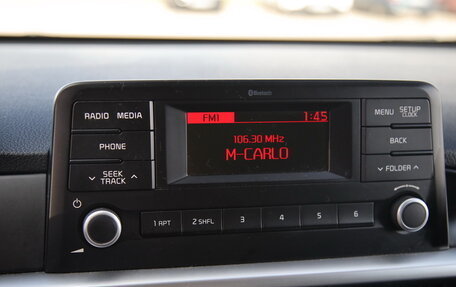 Bluetooth
RADIO MEDIA
FM1 1:45
MENU SETUP
CLOCK
PHONE
106.30 MHz
BACK
M-CARLO
SEEK
TRACK
FOLDER
1 RPT 2 SHFL 3 4 5 6